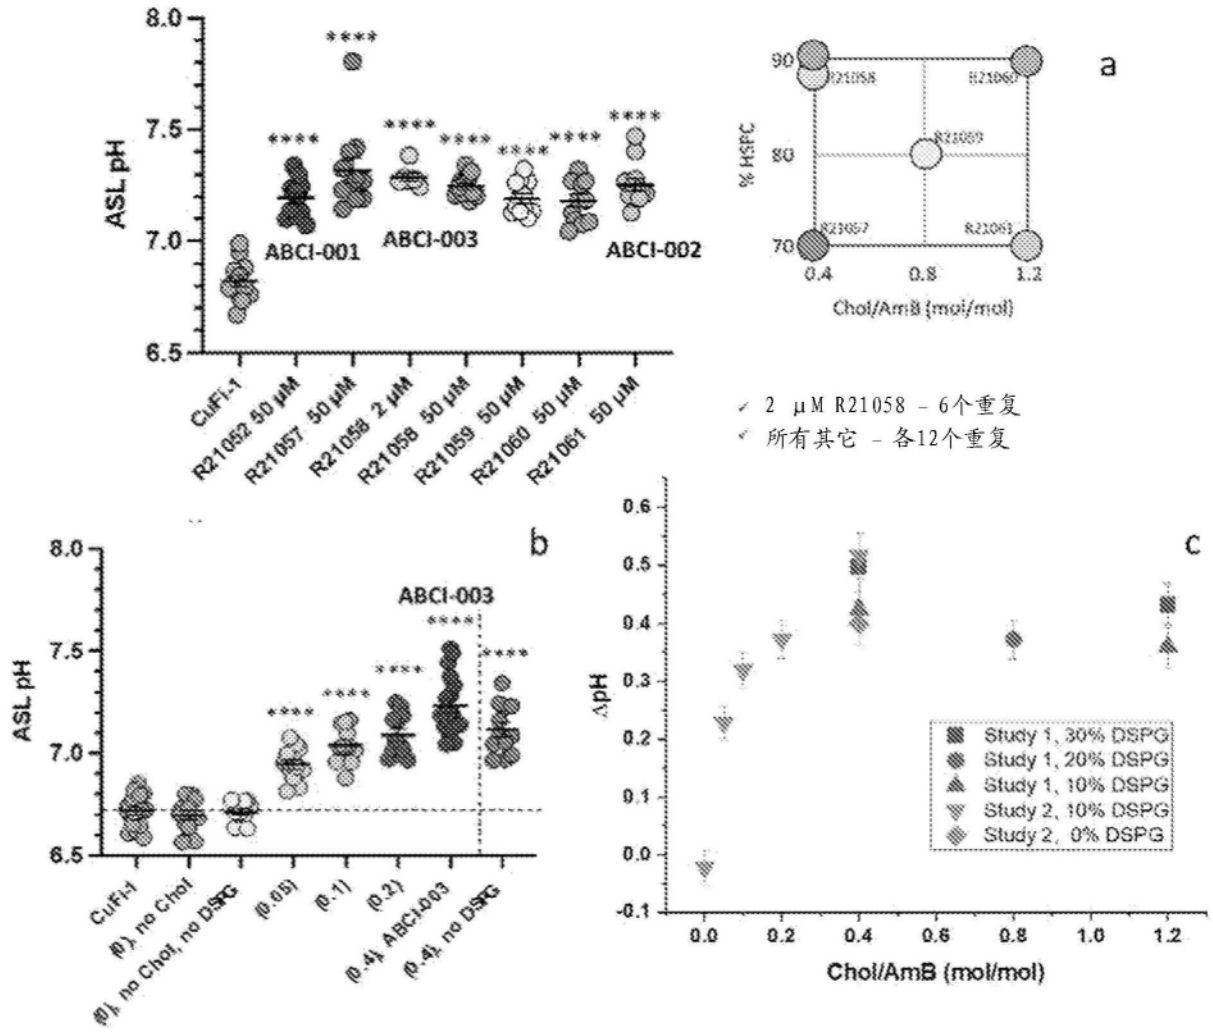 8.0
7.5
7.0
6.5
ASL pH
****
****
****
****
****
****
****
ABCI-001
ABCI-003
ABCI-002
CuFi-1
R21052 50 μM
R21057 50 μM
R21058 2 μM
R21058 50 μM
R21059 50 μM
R21060 50 μM
R21061 50 μM
a
90
80
70
% HSPC
R21058
R21060
R21059
R21057
R21061
0.4
0.8
1.2
Chol/AmB (mol/mol)
✓ 2 μM R21058 – 6个重复
✓ 所有其它 – 各12个重复
b
8.0
7.5
7.0
6.5
ASL pH
ABCI-003
****
****
****
****
****
CuFi-1
(0), no Chol
(0), no Chol, no DSPG
(0.05)
(0.1)
(0.2)
(0.4), ABCI-003
(0.4), no DSPG
c
0.6
0.5
0.4
0.3
0.2
0.1
0.0
-0.1
ΔpH
Study 1, 30% DSPG
Study 1, 20% DSPG
Study 1, 10% DSPG
Study 2, 10% DSPG
Study 2, 0% DSPG
0.0
0.2
0.4
0.6
0.8
1.0
1.2
Chol/AmB (mol/mol)